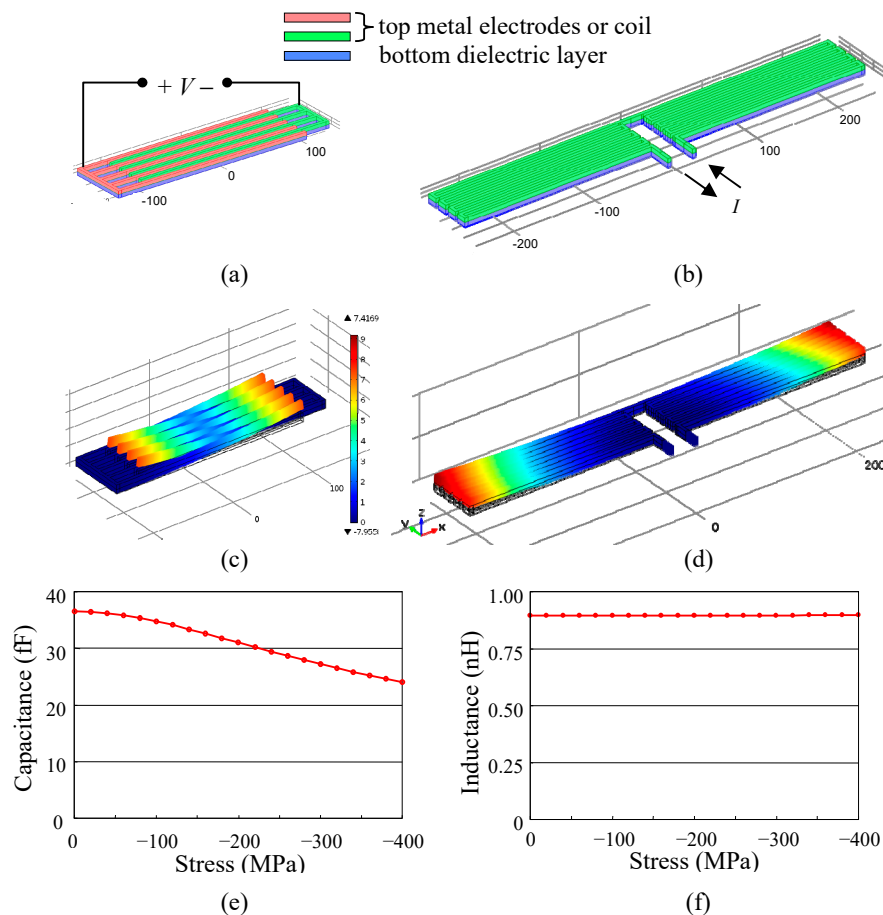 top metal electrodes or coil
bottom dielectric layer
+ V –
100
0
-100
200
100
-100
-200
I
(a)
(b)
▲ 7.4169
9
8
7
6
5
4
3
2
1
0
100
0
200
0
y
z
x
(c)
(d)
40
30
20
10
0
Capacitance (fF)
0
−100
−200
−300
−400
Stress (MPa)
(e)
1.00
0.75
0.50
0.25
0
Inductance (nH)
0
−100
−200
−300
−400
Stress (MPa)
(f)